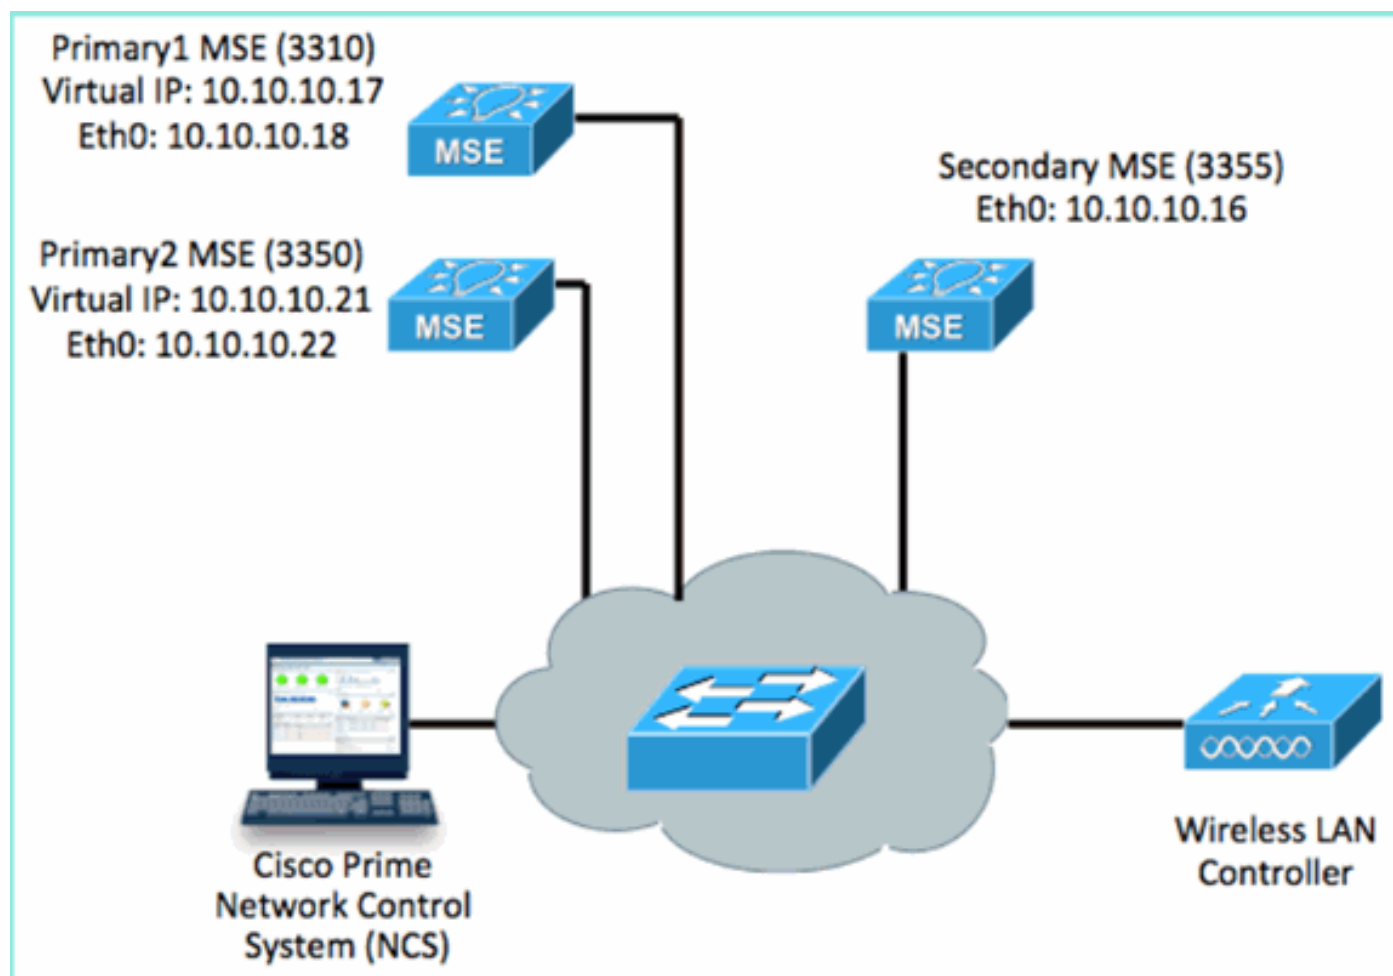 Primary1 MSE (3310)
Virtual IP: 10.10.10.17
Eth0: 10.10.10.18
MSE
Secondary MSE (3355)
Eth0: 10.10.10.16
Primary2 MSE (3350)
Virtual IP: 10.10.10.21
Eth0: 10.10.10.22
MSE
MSE
Cisco Prime
Network Control
System (NCS)
Wireless LAN
Controller